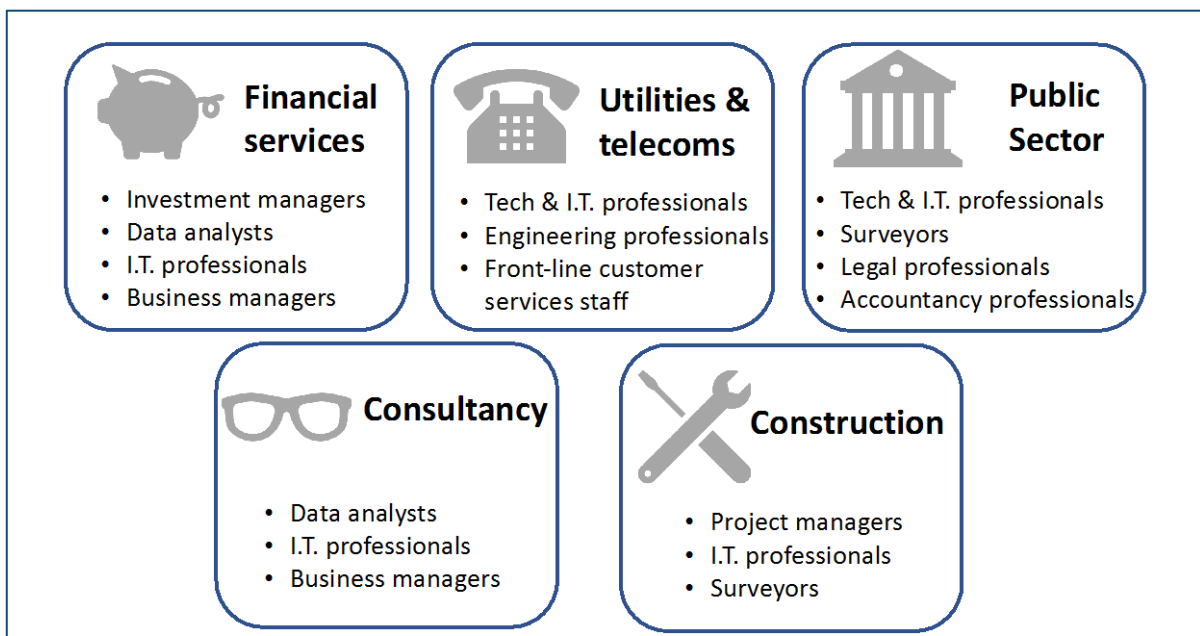 Financial
services
• Investment managers
• Data analysts
• I.T. professionals
• Business managers
Utilities &
telecoms
• Tech & I.T. professionals
• Engineering professionals
• Front-line customer
services staff
Public
Sector
• Tech & I.T. professionals
• Surveyors
• Legal professionals
• Accountancy professionals
Consultancy
• Data analysts
• I.T. professionals
• Business managers
Construction
• Project managers
• I.T. professionals
• Surveyors